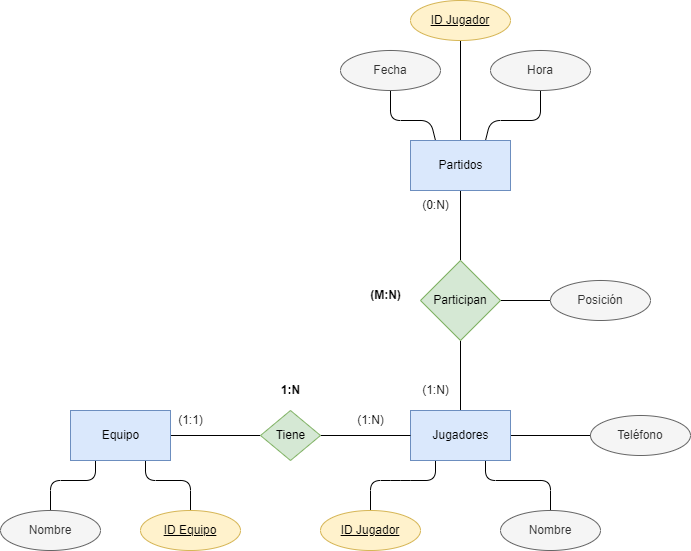 ID Jugador
Fecha
Hora
Partidos
(0:N)
(M:N)
Participan
Posición
1:N
(1:N)
Equipo
(1:1)
Tiene
(1:N)
Jugadores
Teléfono
Nombre
ID Equipo
ID Jugador
Nombre